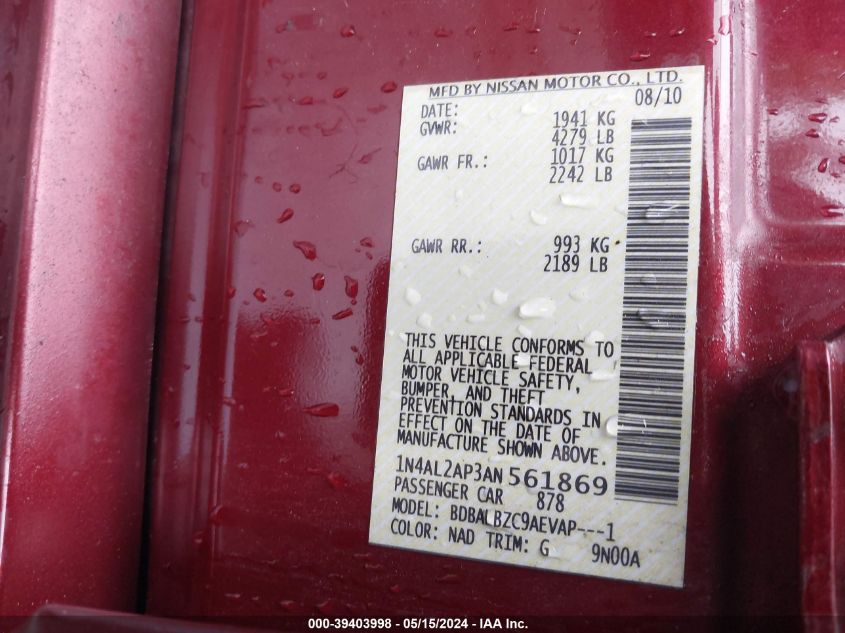 MFD BY NISSAN MOTOR CO., LTD.
DATE: 08/10
GVWR: 1941 KG
4279 LB
GAWR FR.: 1017 KG
2242 LB
GAWR RR.: 993 KG
2189 LB
THIS VEHICLE CONFORMS TO
ALL APPLICABLE FEDERAL
MOTOR VEHICLE SAFETY,
BUMPER, AND THEFT
PREVENTION STANDARDS IN
EFFECT ON THE DATE OF
MANUFACTURE SHOWN ABOVE.
1N4AL2AP3AN561869
PASSENGER CAR 878
MODEL: BDBALBZC9AEVAP---1
COLOR: NAD TRIM: G 9N00A
000-39403998 - 05/15/2024 - IAA Inc.